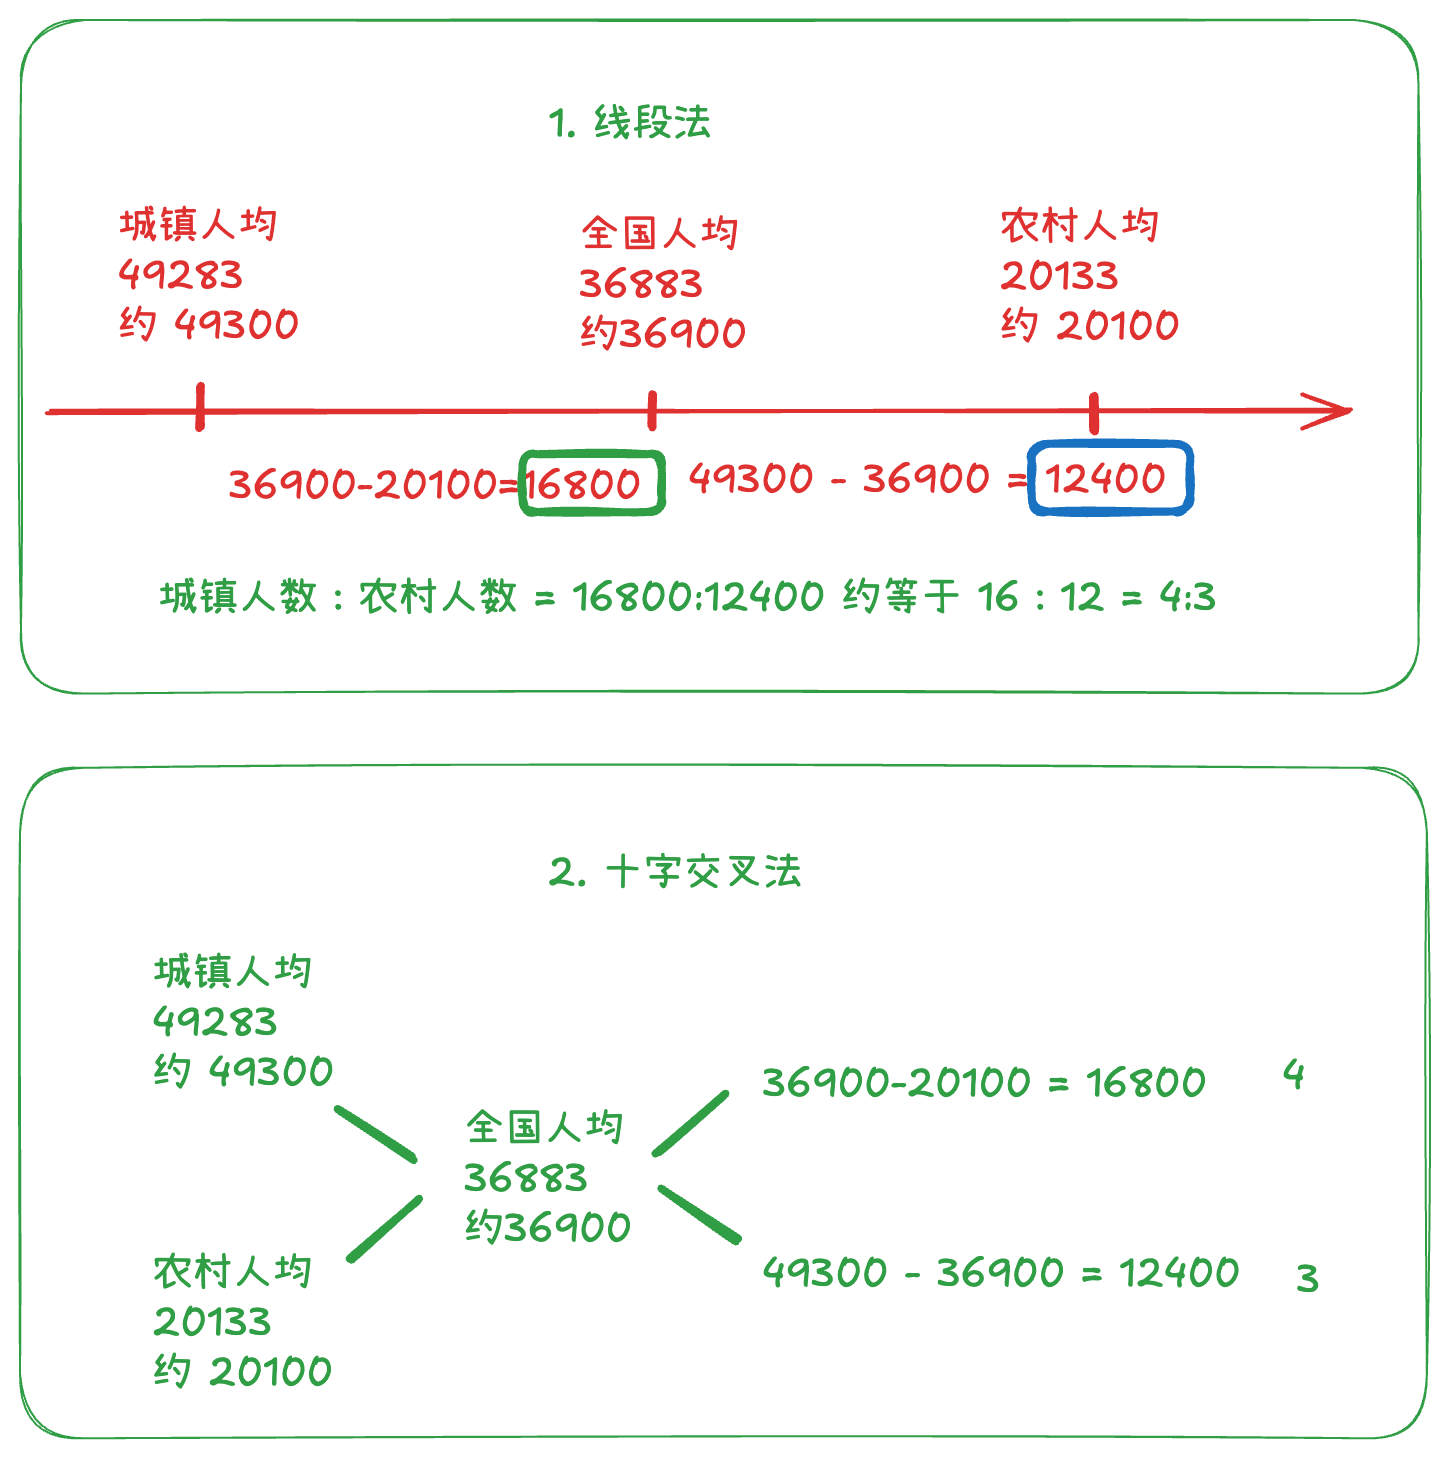 1. 线段法
城镇人均
49283
约 49300
全国人均
36883
约36900
农村人均
20133
约 20100
36900-20100=16800
49300 - 36900 = 12400
城镇人数 : 农村人数 = 16800:12400 约等于 16 : 12 = 4:3
2. 十字交叉法
城镇人均
49283
约 49300
全国人均
36883
约36900
农村人均
20133
约 20100
36900-20100 = 16800
4
49300 - 36900 = 12400
3